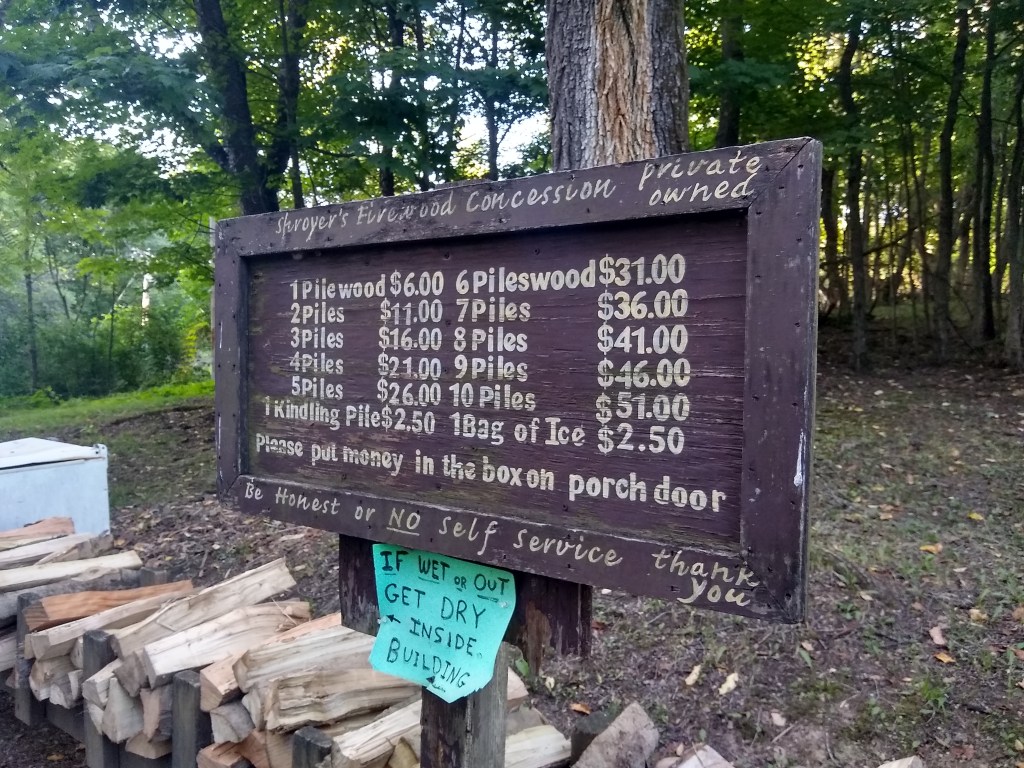 Shroyer's Firewood Concession private owned
1 Pilewood $6.00 6 Pileswood $31.00
2 Piles $11.00 7 Piles $36.00
3 Piles $16.00 8 Piles $41.00
4 Piles $21.00 9 Piles $46.00
5 Piles $26.00 10 Piles $51.00
1 Kindling Pile $2.50 1 Bag of Ice $2.50
Please put money in the box on porch door
Be Honest or NO Self Service thank you
IF WET OR OUT
GET DRY
← INSIDE
BUILDING